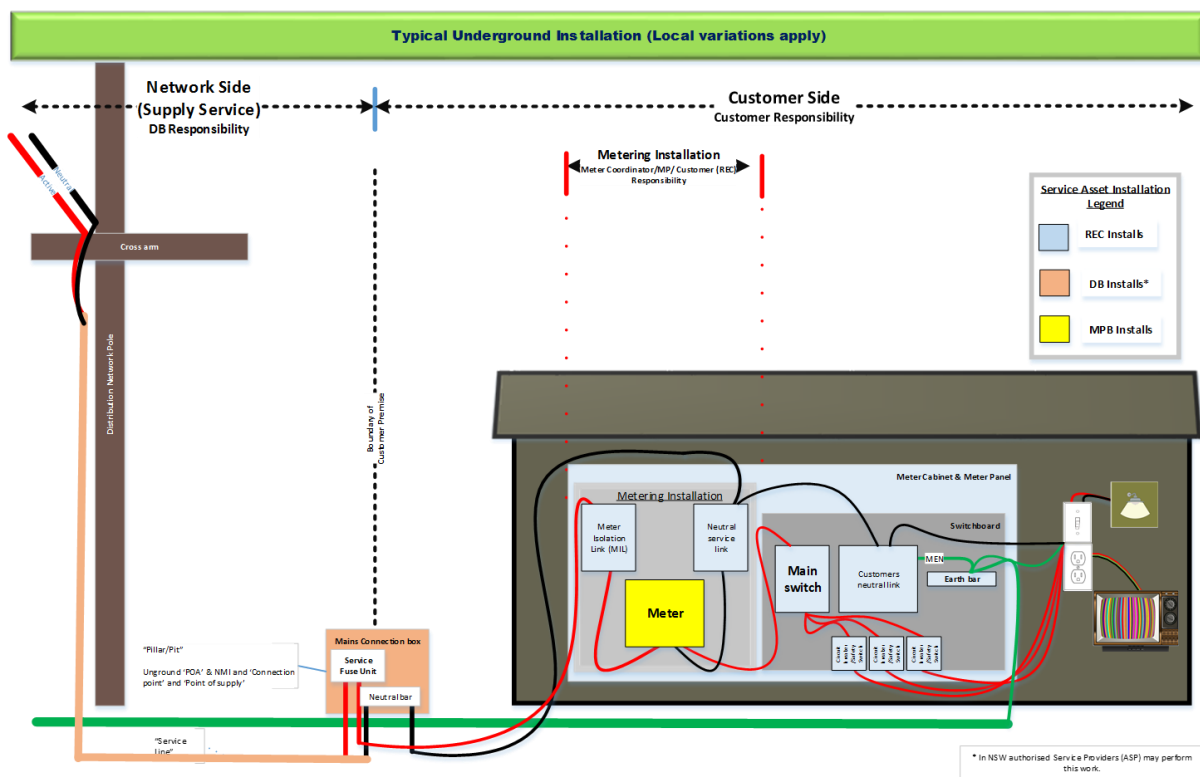 Typical Underground Installation (Local variations apply)
Network Side
(Supply Service)
DB Responsibility
Customer Side
Customer Responsibility
Metering Installation
Meter Coordinator/MP/ Customer (REC)
Responsibility
Active
Neutral
Cross arm
Distribution Network Pole
Boundary of
Customer Premise
Service Asset Installation
Legend
REC Installs
DB Installs*
MPB Installs
Meter Cabinet & Meter Panel
Metering Installation
Meter
Isolation
Link (MIL)
Neutral
service
link
Meter
Switchboard
Main
switch
Customers
neutral link
MEN
Earth bar
Mains Connection box
Service
Fuse Unit
Neutral bar
"Pillar/Pit"
Unground 'POA' & NMI and 'Connection
point' and 'Point of supply'
"Service
Line"
* In NSW authorised Service Providers (ASP) may perform
this work.